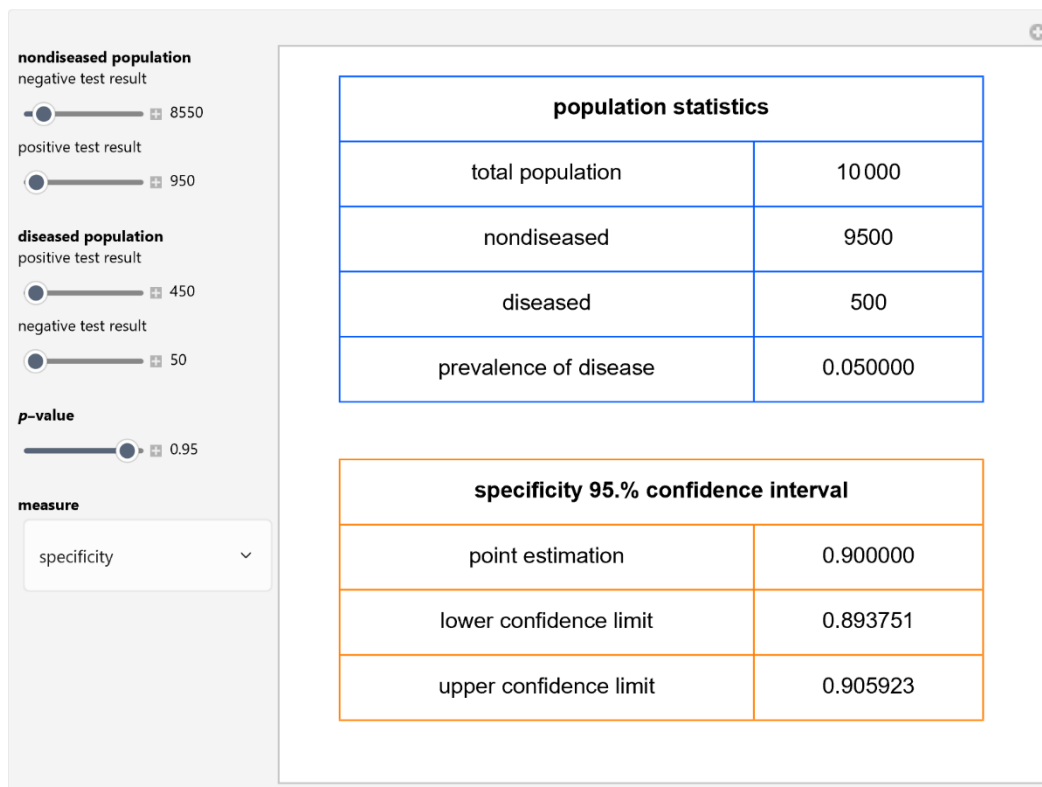 nondiseased population
negative test result
8550
positive test result
950
diseased population
positive test result
450
negative test result
50
p-value
0.95
measure
specificity
population statistics
total population 10 000
nondiseased 9500
diseased 500
prevalence of disease 0.050000
specificity 95.% confidence interval
point estimation 0.900000
lower confidence limit 0.893751
upper confidence limit 0.905923